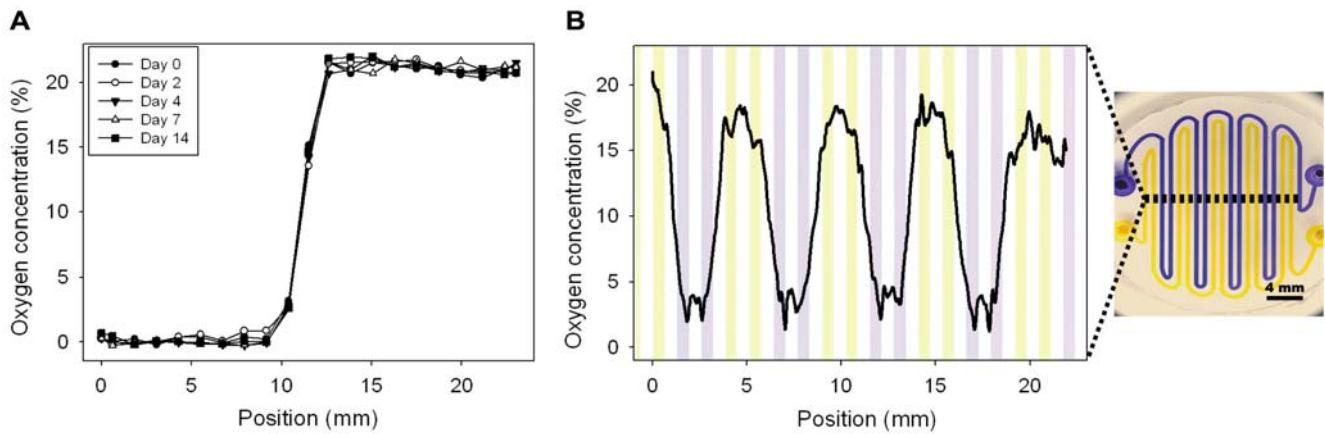 A
Oxygen concentration (%)
20
15
10
5
0
Day 0
Day 2
Day 4
Day 7
Day 14
0 5 10 15 20
Position (mm)
B
Oxygen concentration (%)
20
15
10
5
0
0 5 10 15 20
Position (mm)
4 mm